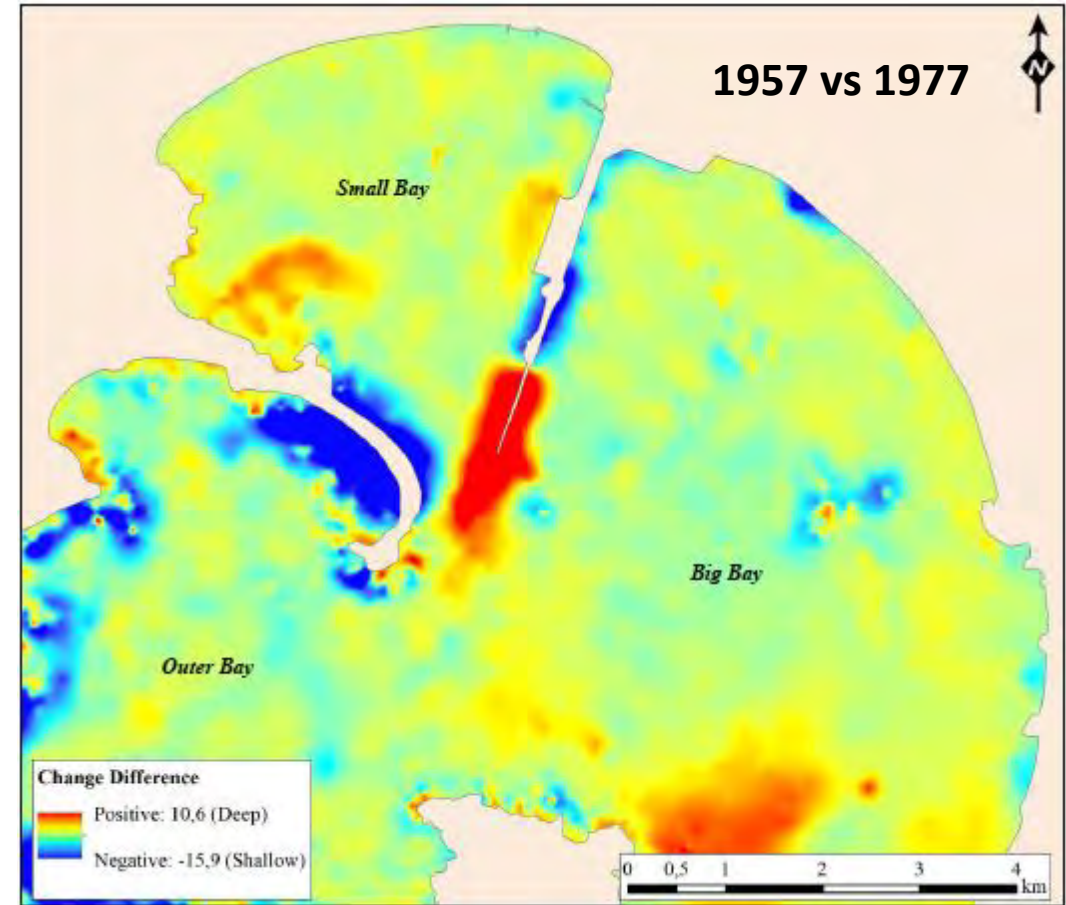 1957 vs 1977
N
Small Bay
Big Bay
Outer Bay
Change Difference
Positive: 10,6 (Deep)
Negative: -15,9 (Shallow)
0 0,5 1 2 3 4
km